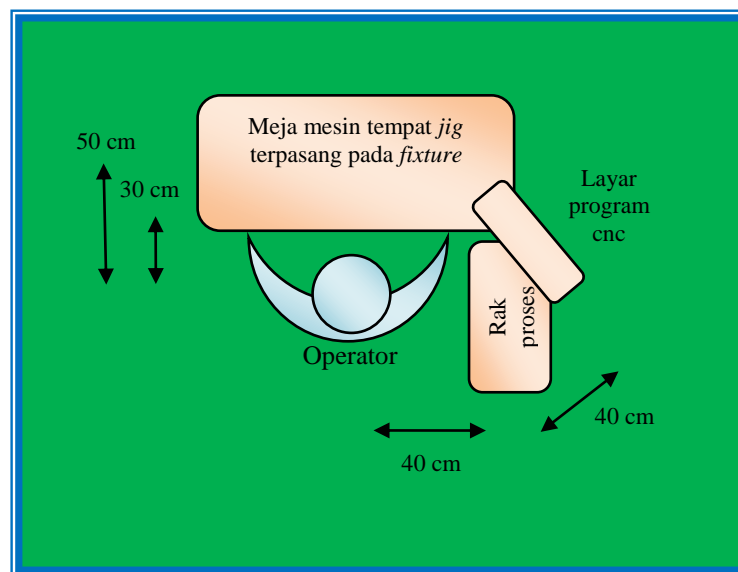 Meja mesin tempat jig
terpasang pada fixture
50 cm
30 cm
Layar
program
cnc
Rak
proses
Operator
40 cm
40 cm